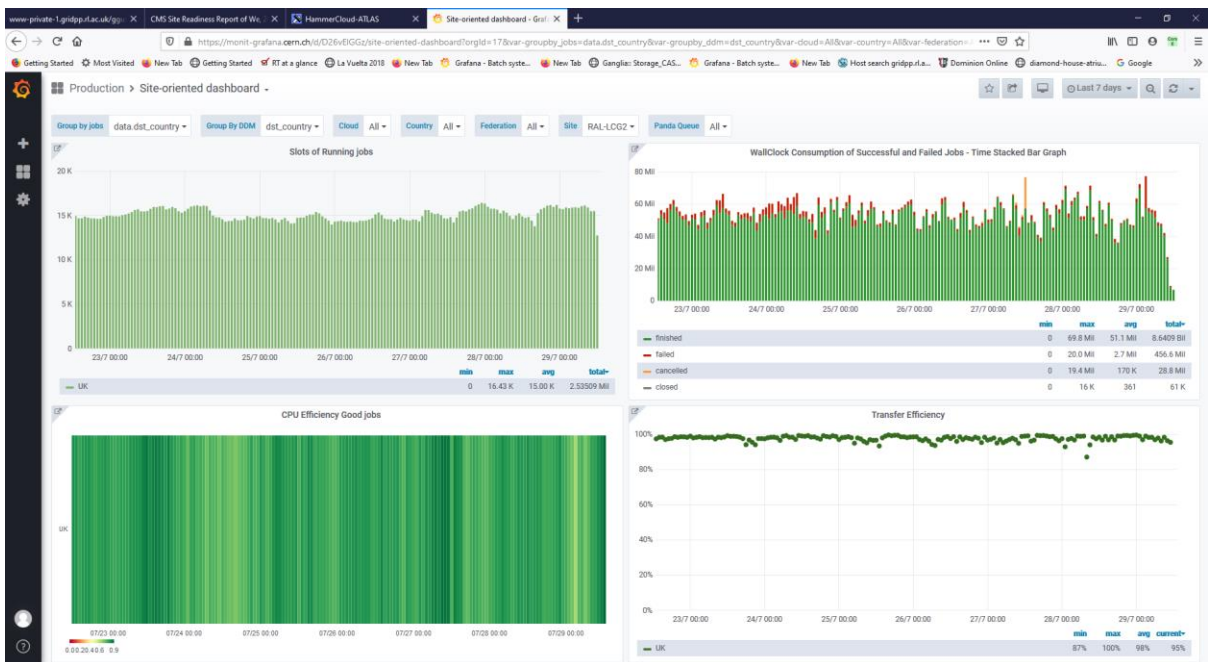 www-private-1.gridpp.rl.ac.uk/ggu
CMS Site Readiness Report of We,
HammerCloud-ATLAS
Site-oriented dashboard - Graf
https://monit-grafana.cern.ch/d/D26vElGGz/site-oriented-dashboard?orgId=17&var-groupby_jobs=data.dst_country&var-groupby_ddm=dst_country&var-cloud=All&var-country=All&var-federation=
Getting Started Most Visited New Tab Getting Started RT at a glance La Vuelta 2018 New Tab Grafana - Batch syste... New Tab Ganglia: Storage_CAS... Grafana - Batch syste... New Tab Host search gridpp.rl.a... Dominion Online diamond-house-atriu... Google
Production > Site-oriented dashboard
Last 7 days
Group by jobs data.dst_country Group By DDM dst_country Cloud All Country All Federation All Site RAL-LCG2 Panda Queue All
Slots of Running jobs
20 K
15 K
10 K
5 K
0
23/7 00:00 24/7 00:00 25/7 00:00 26/7 00:00 27/7 00:00 28/7 00:00 29/7 00:00
min max avg total
UK 0 16.43 K 15.00 K 2.53509 Mil
WallClock Consumption of Successful and Failed Jobs - Time Stacked Bar Graph
80 Mil
60 Mil
40 Mil
20 Mil
0
23/7 00:00 24/7 00:00 25/7 00:00 26/7 00:00 27/7 00:00 28/7 00:00 29/7 00:00
min max avg total
finished 0 69.8 Mil 51.1 Mil 8.6409 Bil
failed 0 20.0 Mil 2.7 Mil 456.6 Mil
cancelled 0 19.4 Mil 170 K 28.8 Mil
closed 0 16 K 361 61 K
CPU Efficiency Good jobs
UK
07/23 00:00 07/24 00:00 07/25 00:00 07/26 00:00 07/27 00:00 07/28 00:00 07/29 00:00
0.00.20.40.6 0.9
Transfer Efficiency
100%
80%
60%
40%
20%
0%
23/7 00:00 24/7 00:00 25/7 00:00 26/7 00:00 27/7 00:00 28/7 00:00 29/7 00:00
min max avg current
UK 87% 100% 98% 95%